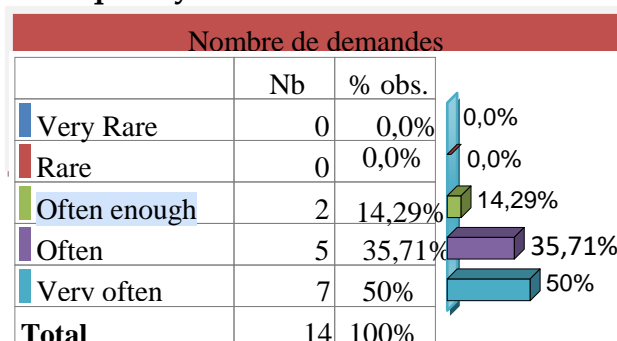 Nombre de demandes
Nb % obs.
Very Rare 0 0,0% 0,0%
Rare 0 0,0% 0,0%
Often enough 2 14,29% 14,29%
Often 5 35,71% 35,71%
Very often 7 50% 50%
Total 14 100%